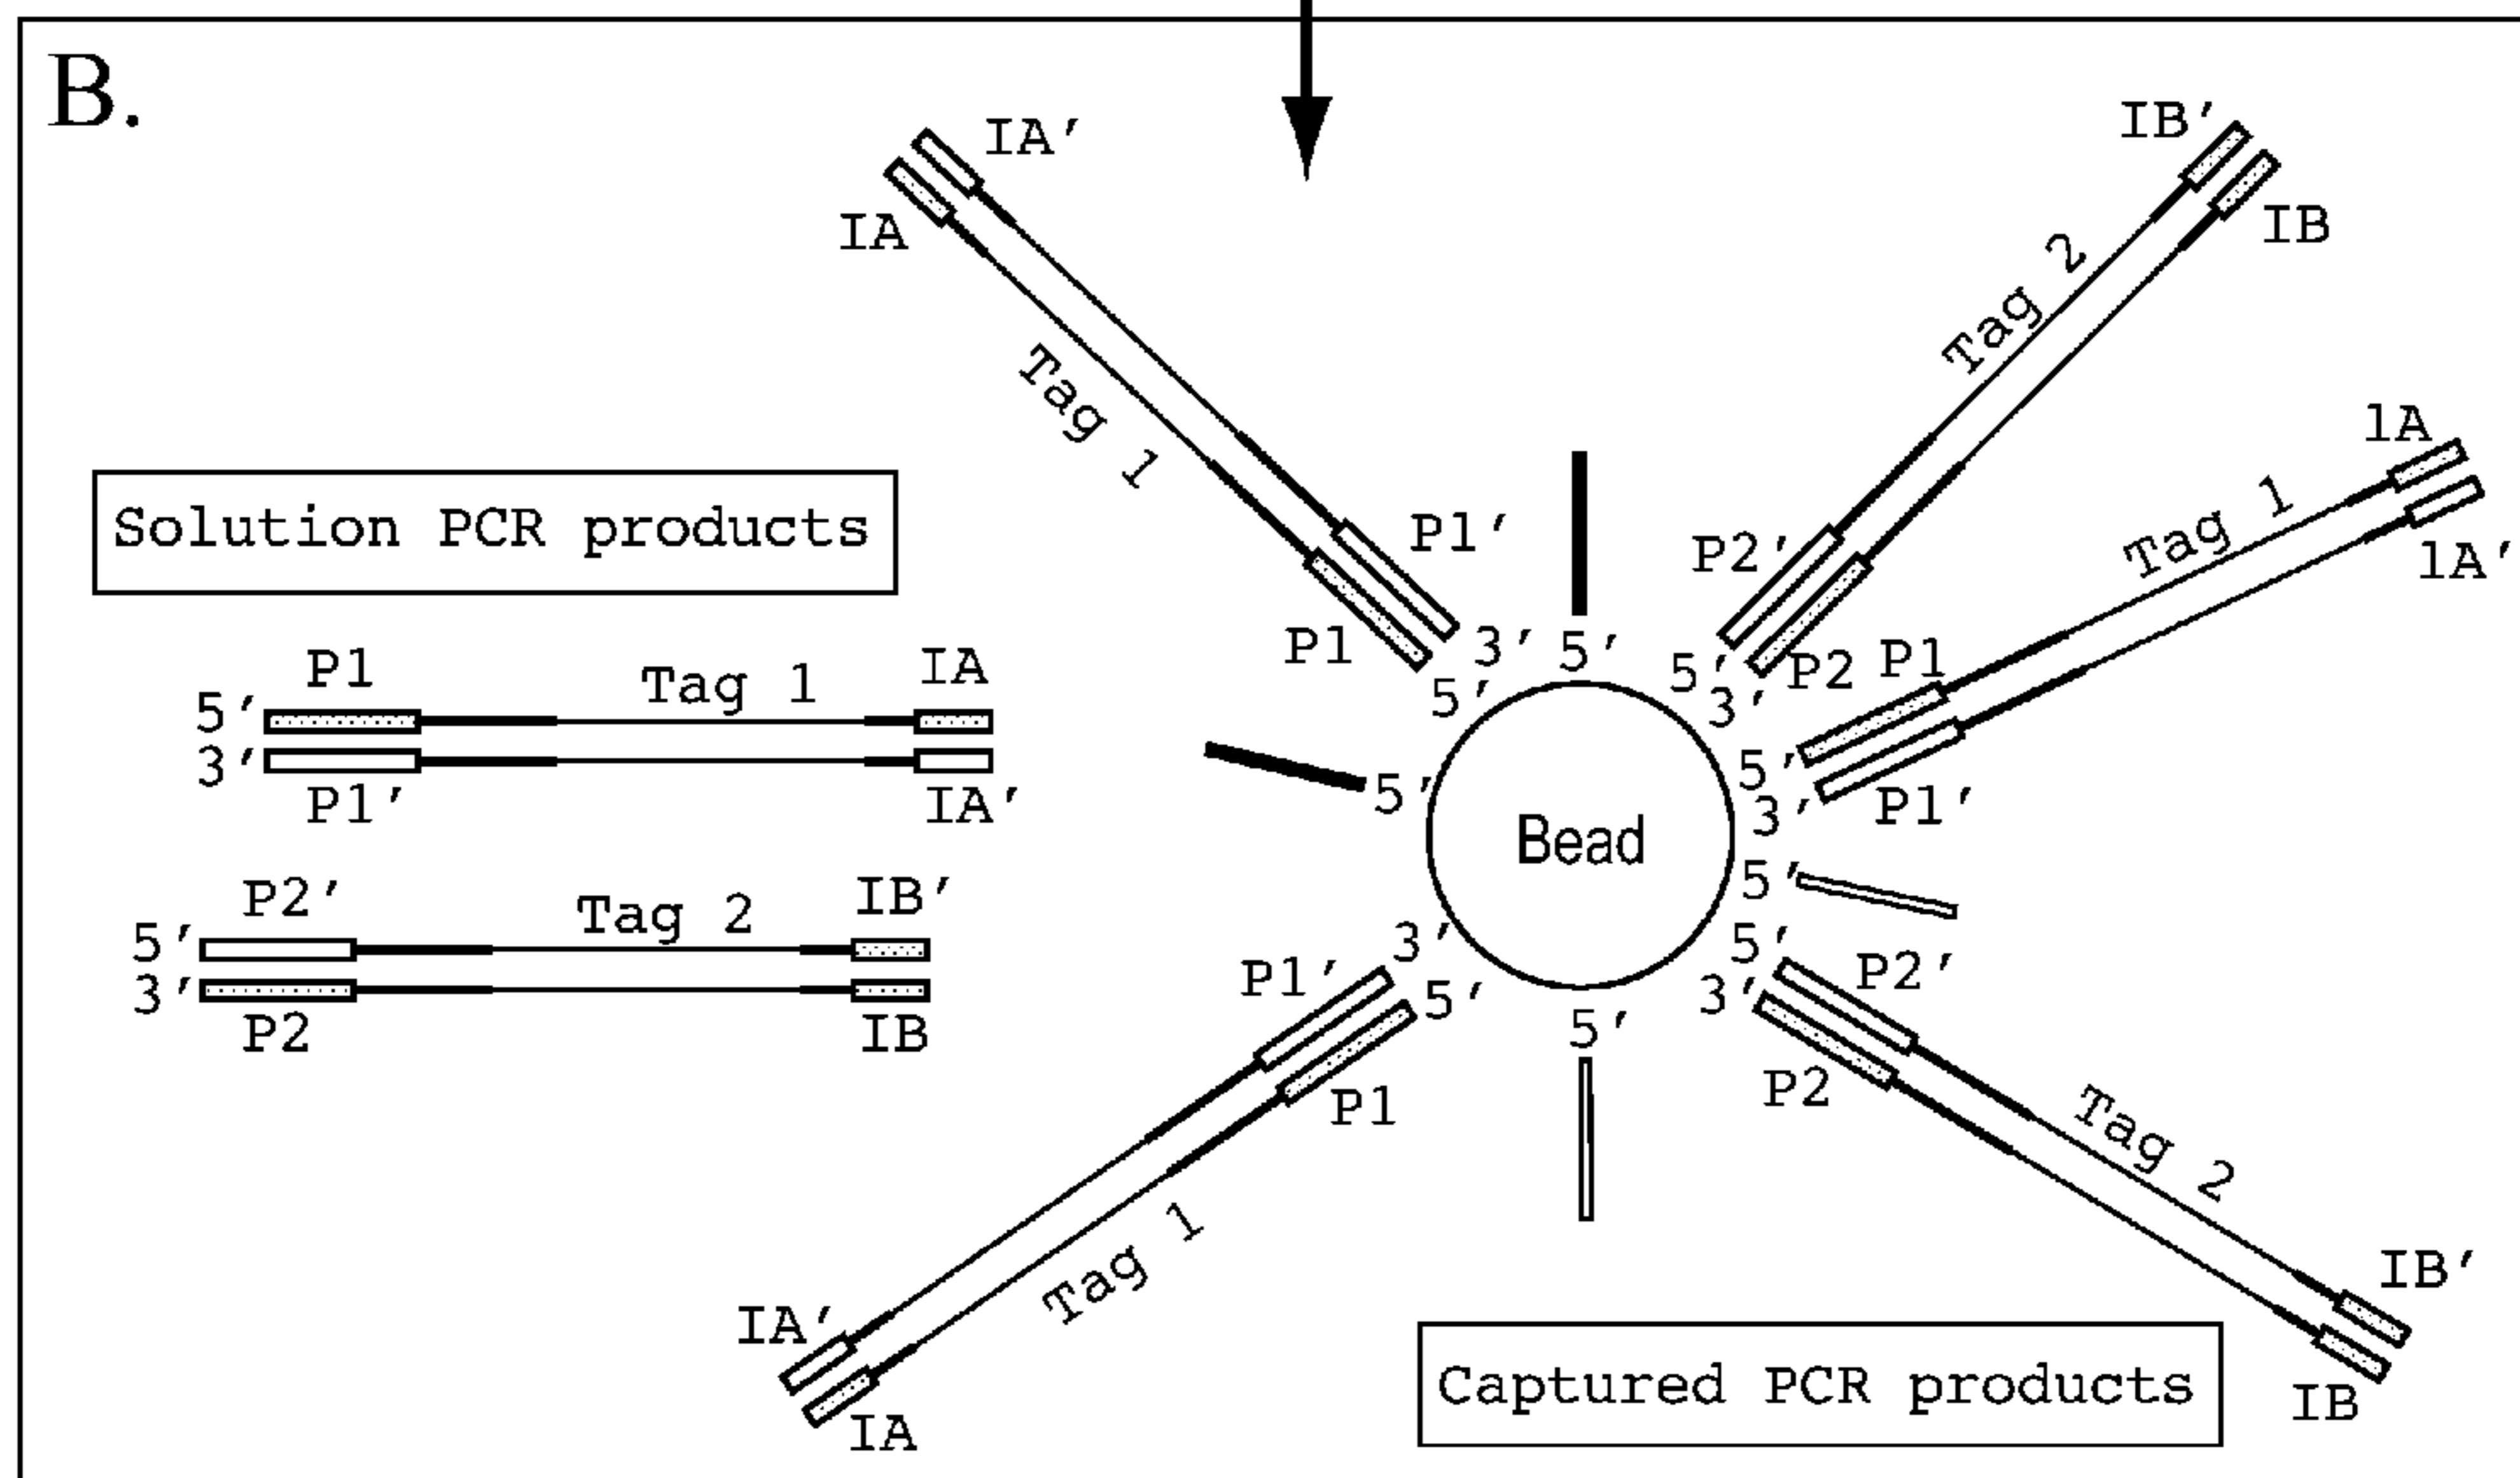 B.
IA'
IA
Tag 1
P1'
P1
3'
5'
5'
5'
IB'
IB
Tag 2
P2'
P2
5'
3'
1A
1A'
Tag 1
P1
P1'
5'
3'
Solution PCR products
P1
Tag 1
IA
5'
3'
P1'
IA'
P2'
Tag 2
IB'
5'
3'
P2
IB
Bead
5'
5'
3'
P2'
P2
Tag 2
IB'
IB
5'
3'
5'
P1'
P1
Tag 1
IA'
IA
Captured PCR products